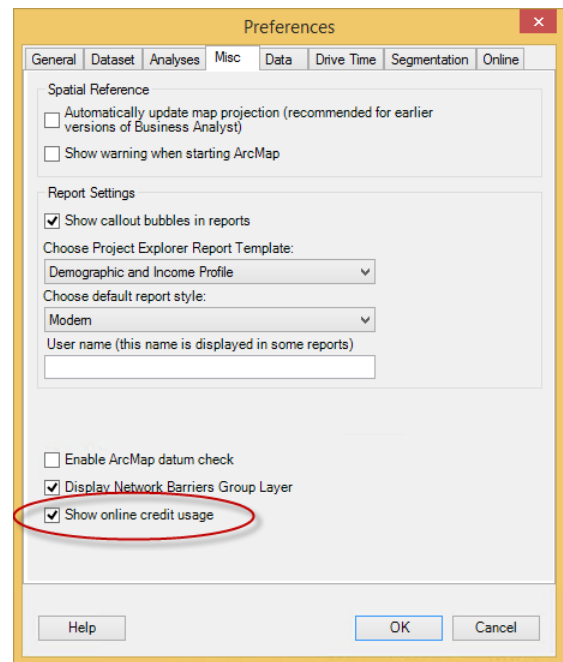 Preferences
General Dataset Analyses Misc Data Drive Time Segmentation Online
Spatial Reference
Automatically update map projection (recommended for earlier
versions of Business Analyst)
Show warning when starting ArcMap
Report Settings
Show callout bubbles in reports
Choose Project Explorer Report Template:
Demographic and Income Profile
Choose default report style:
Modern
User name (this name is displayed in some reports)
Enable ArcMap datum check
Display Network Barriers Group Layer
Show online credit usage
Help OK Cancel